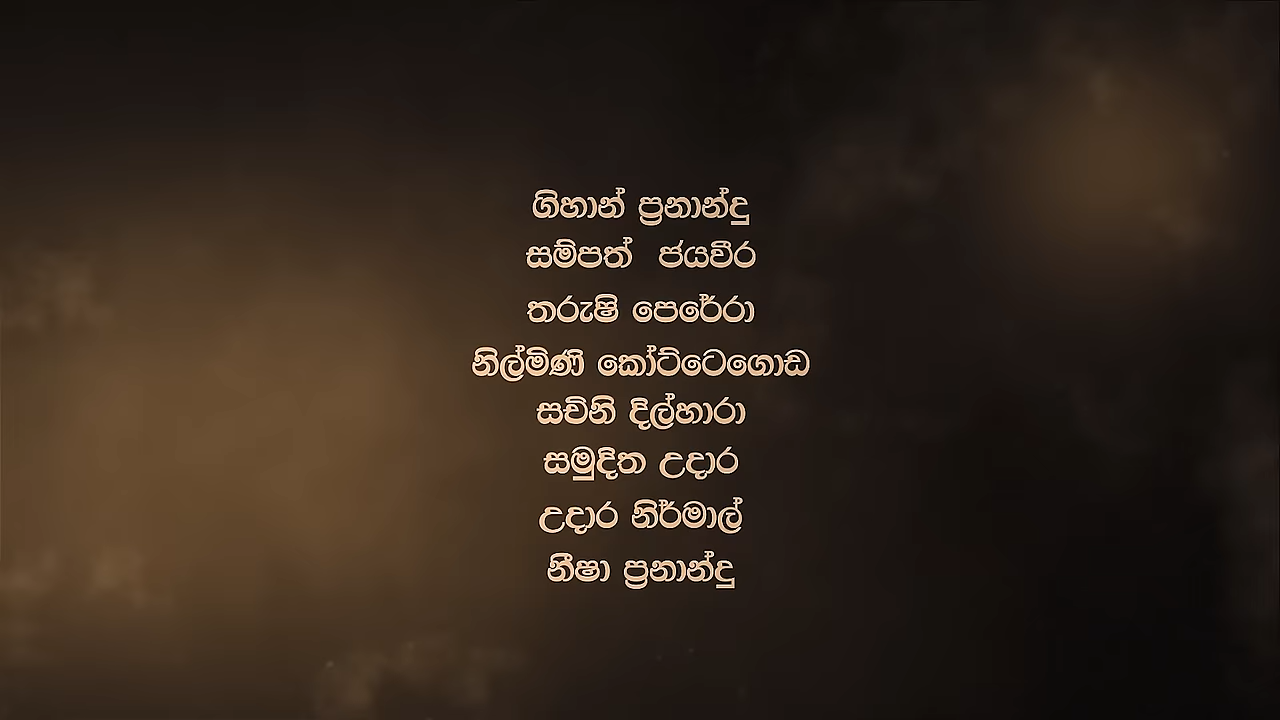 ගිහාන් ප්‍රනාන්දු
සම්පත් ජයවීර
තරුෂි පෙරේරා
නිල්මිණි කෝට්ටෙගොඩ
සචිනි දිල්හාරා
සමුදිත උදාර
උදාර නිර්මාල්
නීෂා ප්‍රනාන්දු